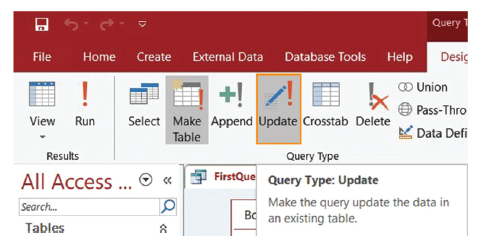 Query T
File Home Create External Data Database Tools Help Desig
View Run Select Make Table Append Update Crosstab Delete
Union
Pass-Thro
Data Defi
Results Query Type
All Access ...
FirstQue
Search...
Tables
Query Type: Update
Make the query update the data in
an existing table.